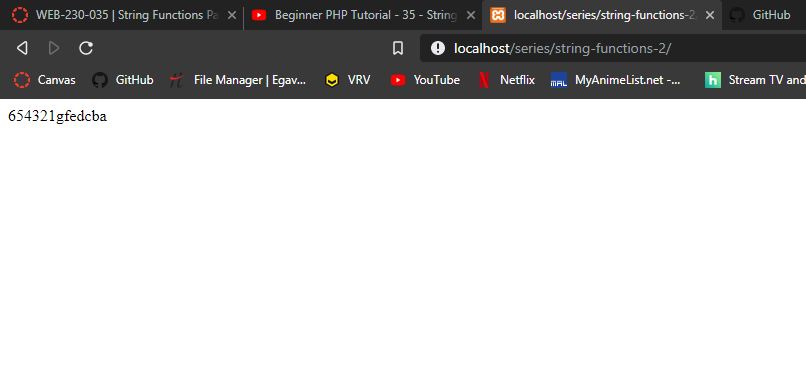 WEB-230-035 | String Functions Pa
Beginner PHP Tutorial - 35 - String
localhost/series/string-functions-2
GitHub
localhost/series/string-functions-2/
Canvas
GitHub
File Manager | Egav...
VRV
YouTube
Netflix
MAL
MyAnimeList.net -...
h
Stream TV and
654321gfedcba